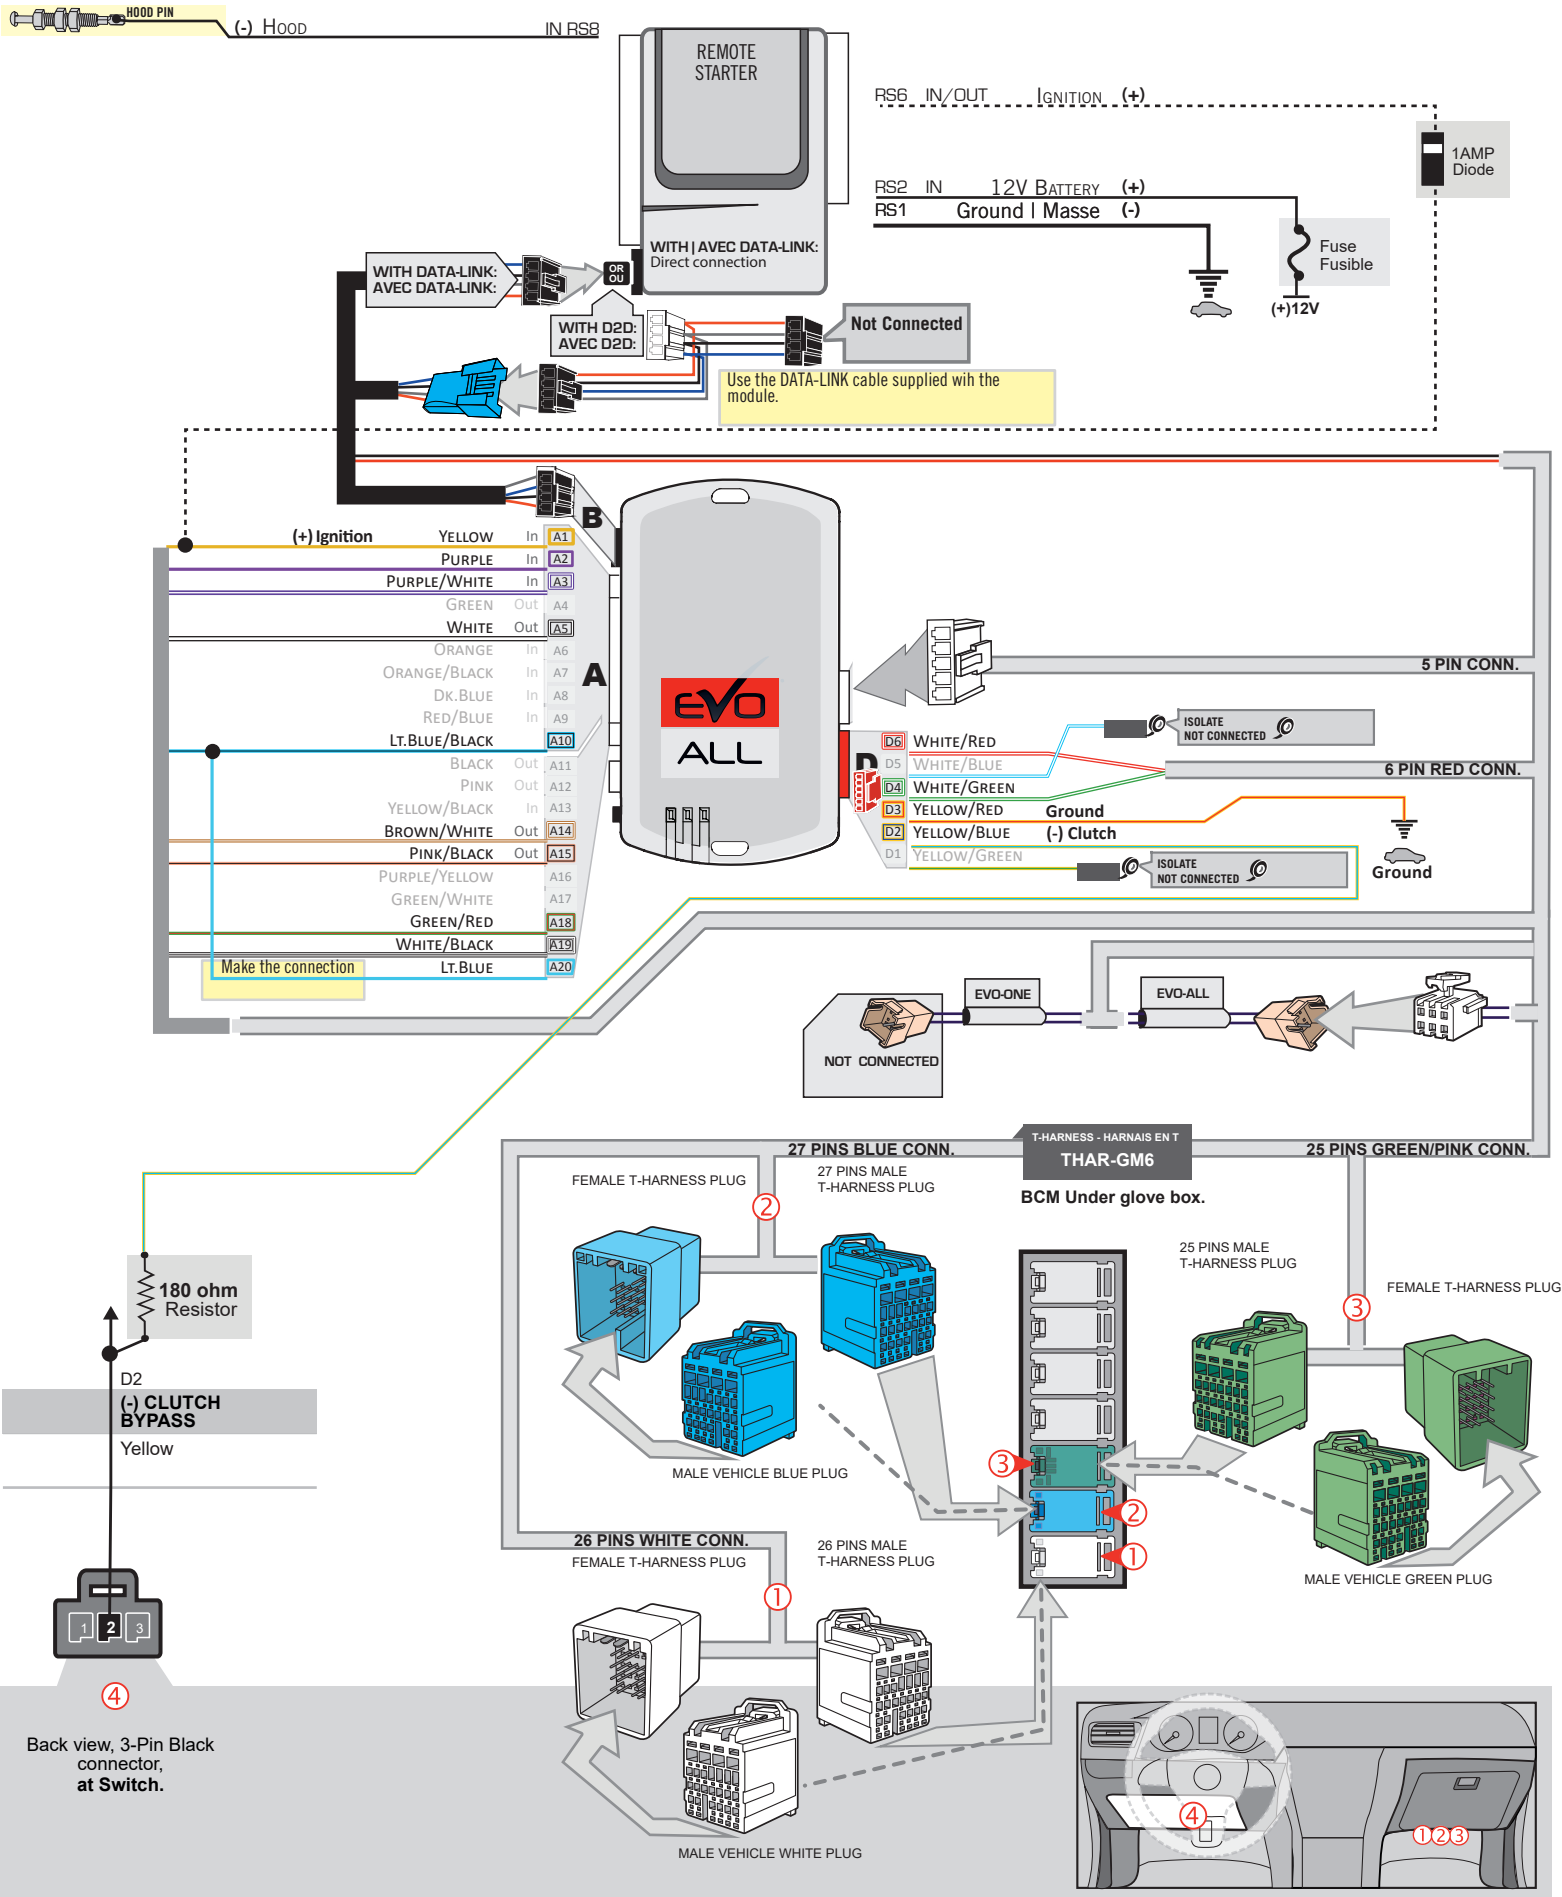 HOOD PIN
(-) HOOD
IN RS8
REMOTE
STARTER
RS6 IN/OUT IGNITION (+)
1AMP
Diode
RS2 IN 12V BATTERY (+)
RS1 Ground | Masse (-)
Fuse
Fusible
(+)12V
WITH | AVEC DATA-LINK:
Direct connection
WITH DATA-LINK:
AVEC DATA-LINK:
OR
OU
WITH D2D:
AVEC D2D:
Not Connected
Use the DATA-LINK cable supplied wih the
module.
B
(+) Ignition YELLOW In A1
PURPLE In A2
PURPLE/WHITE In A3
GREEN Out A4
WHITE Out A5
ORANGE In A6
ORANGE/BLACK In A7
DK.BLUE In A8
RED/BLUE In A9
LT.BLUE/BLACK A10
BLACK Out A11
PINK Out A12
YELLOW/BLACK In A13
BROWN/WHITE Out A14
PINK/BLACK Out A15
PURPLE/YELLOW A16
GREEN/WHITE A17
GREEN/RED A18
WHITE/BLACK A19
Make the connection LT.BLUE A20
A
EVO
ALL
5 PIN CONN.
ISOLATE
NOT CONNECTED
D
D6 WHITE/RED
D5 WHITE/BLUE
D4 WHITE/GREEN
D3 YELLOW/RED Ground
D2 YELLOW/BLUE (-) Clutch
D1 YELLOW/GREEN
6 PIN RED CONN.
ISOLATE
NOT CONNECTED
Ground
EVO-ONE
EVO-ALL
NOT CONNECTED
T-HARNESS - HARNAIS EN T
THAR-GM6
27 PINS BLUE CONN.
25 PINS GREEN/PINK CONN.
BCM Under glove box.
FEMALE T-HARNESS PLUG
27 PINS MALE
T-HARNESS PLUG
2
25 PINS MALE
T-HARNESS PLUG
FEMALE T-HARNESS PLUG
3
180 ohm
Resistor
D2
(-) CLUTCH
BYPASS
Yellow
MALE VEHICLE BLUE PLUG
3
2
1
MALE VEHICLE GREEN PLUG
26 PINS WHITE CONN.
FEMALE T-HARNESS PLUG
26 PINS MALE
T-HARNESS PLUG
1
1 2 3
4
Back view, 3-Pin Black
connector,
at Switch.
MALE VEHICLE WHITE PLUG
4
1 2 3